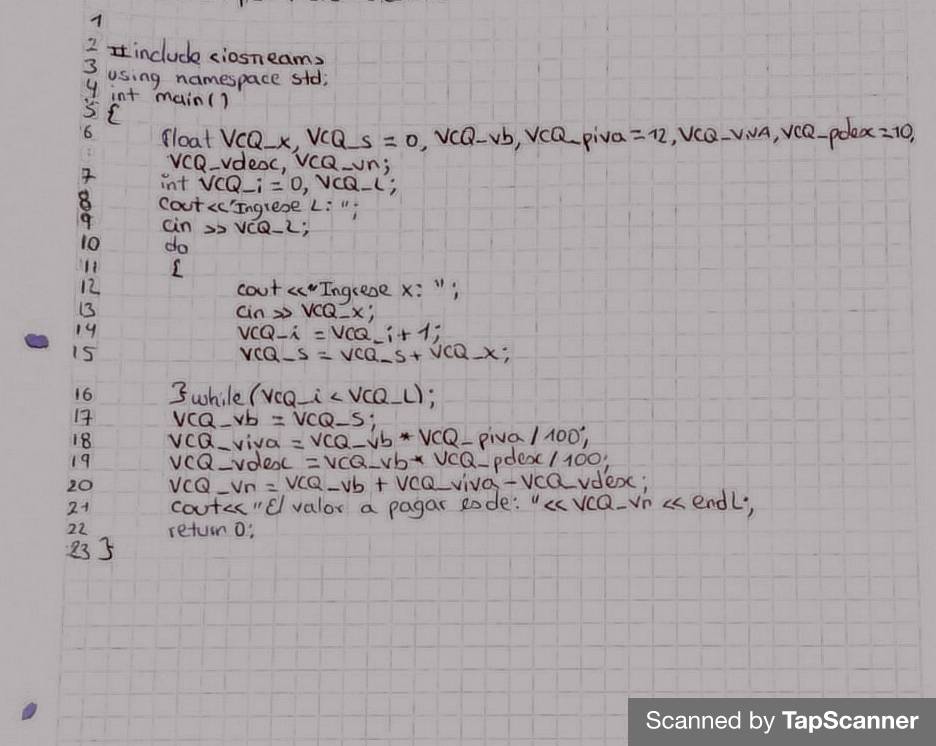 1
2 #include <iostream>
3 using namespace std;
4 int main()
5 {
6 float VCQ_x, VCQ_s = 0, VCQ_vb, VCQ_piva = 12, VCQ_VIVA, VCQ_pdesc = 10,
VCQ_vdesc, VCQ_vn;
7 int VCQ_i = 0, VCQ_L;
8 cout << "Ingrese L: ";
9 cin >> VCQ_L;
10 do
11 {
12 cout << "Ingrese x: ";
13 cin >> VCQ_x;
14 VCQ_i = VCQ_i + 1;
15 VCQ_s = VCQ_s + VCQ_x;
16 } while (VCQ_i < VCQ_L);
17 VCQ_vb = VCQ_s;
18 VCQ_viva = VCQ_vb * VCQ_piva / 100;
19 VCQ_vdesc = VCQ_vb * VCQ_pdesc / 100;
20 VCQ_vn = VCQ_vb + VCQ_viva - VCQ_vdesc;
21 cout << "El valor a pagar es de: " << VCQ_vn << endL;
22 return 0;
23 }
Scanned by TapScanner